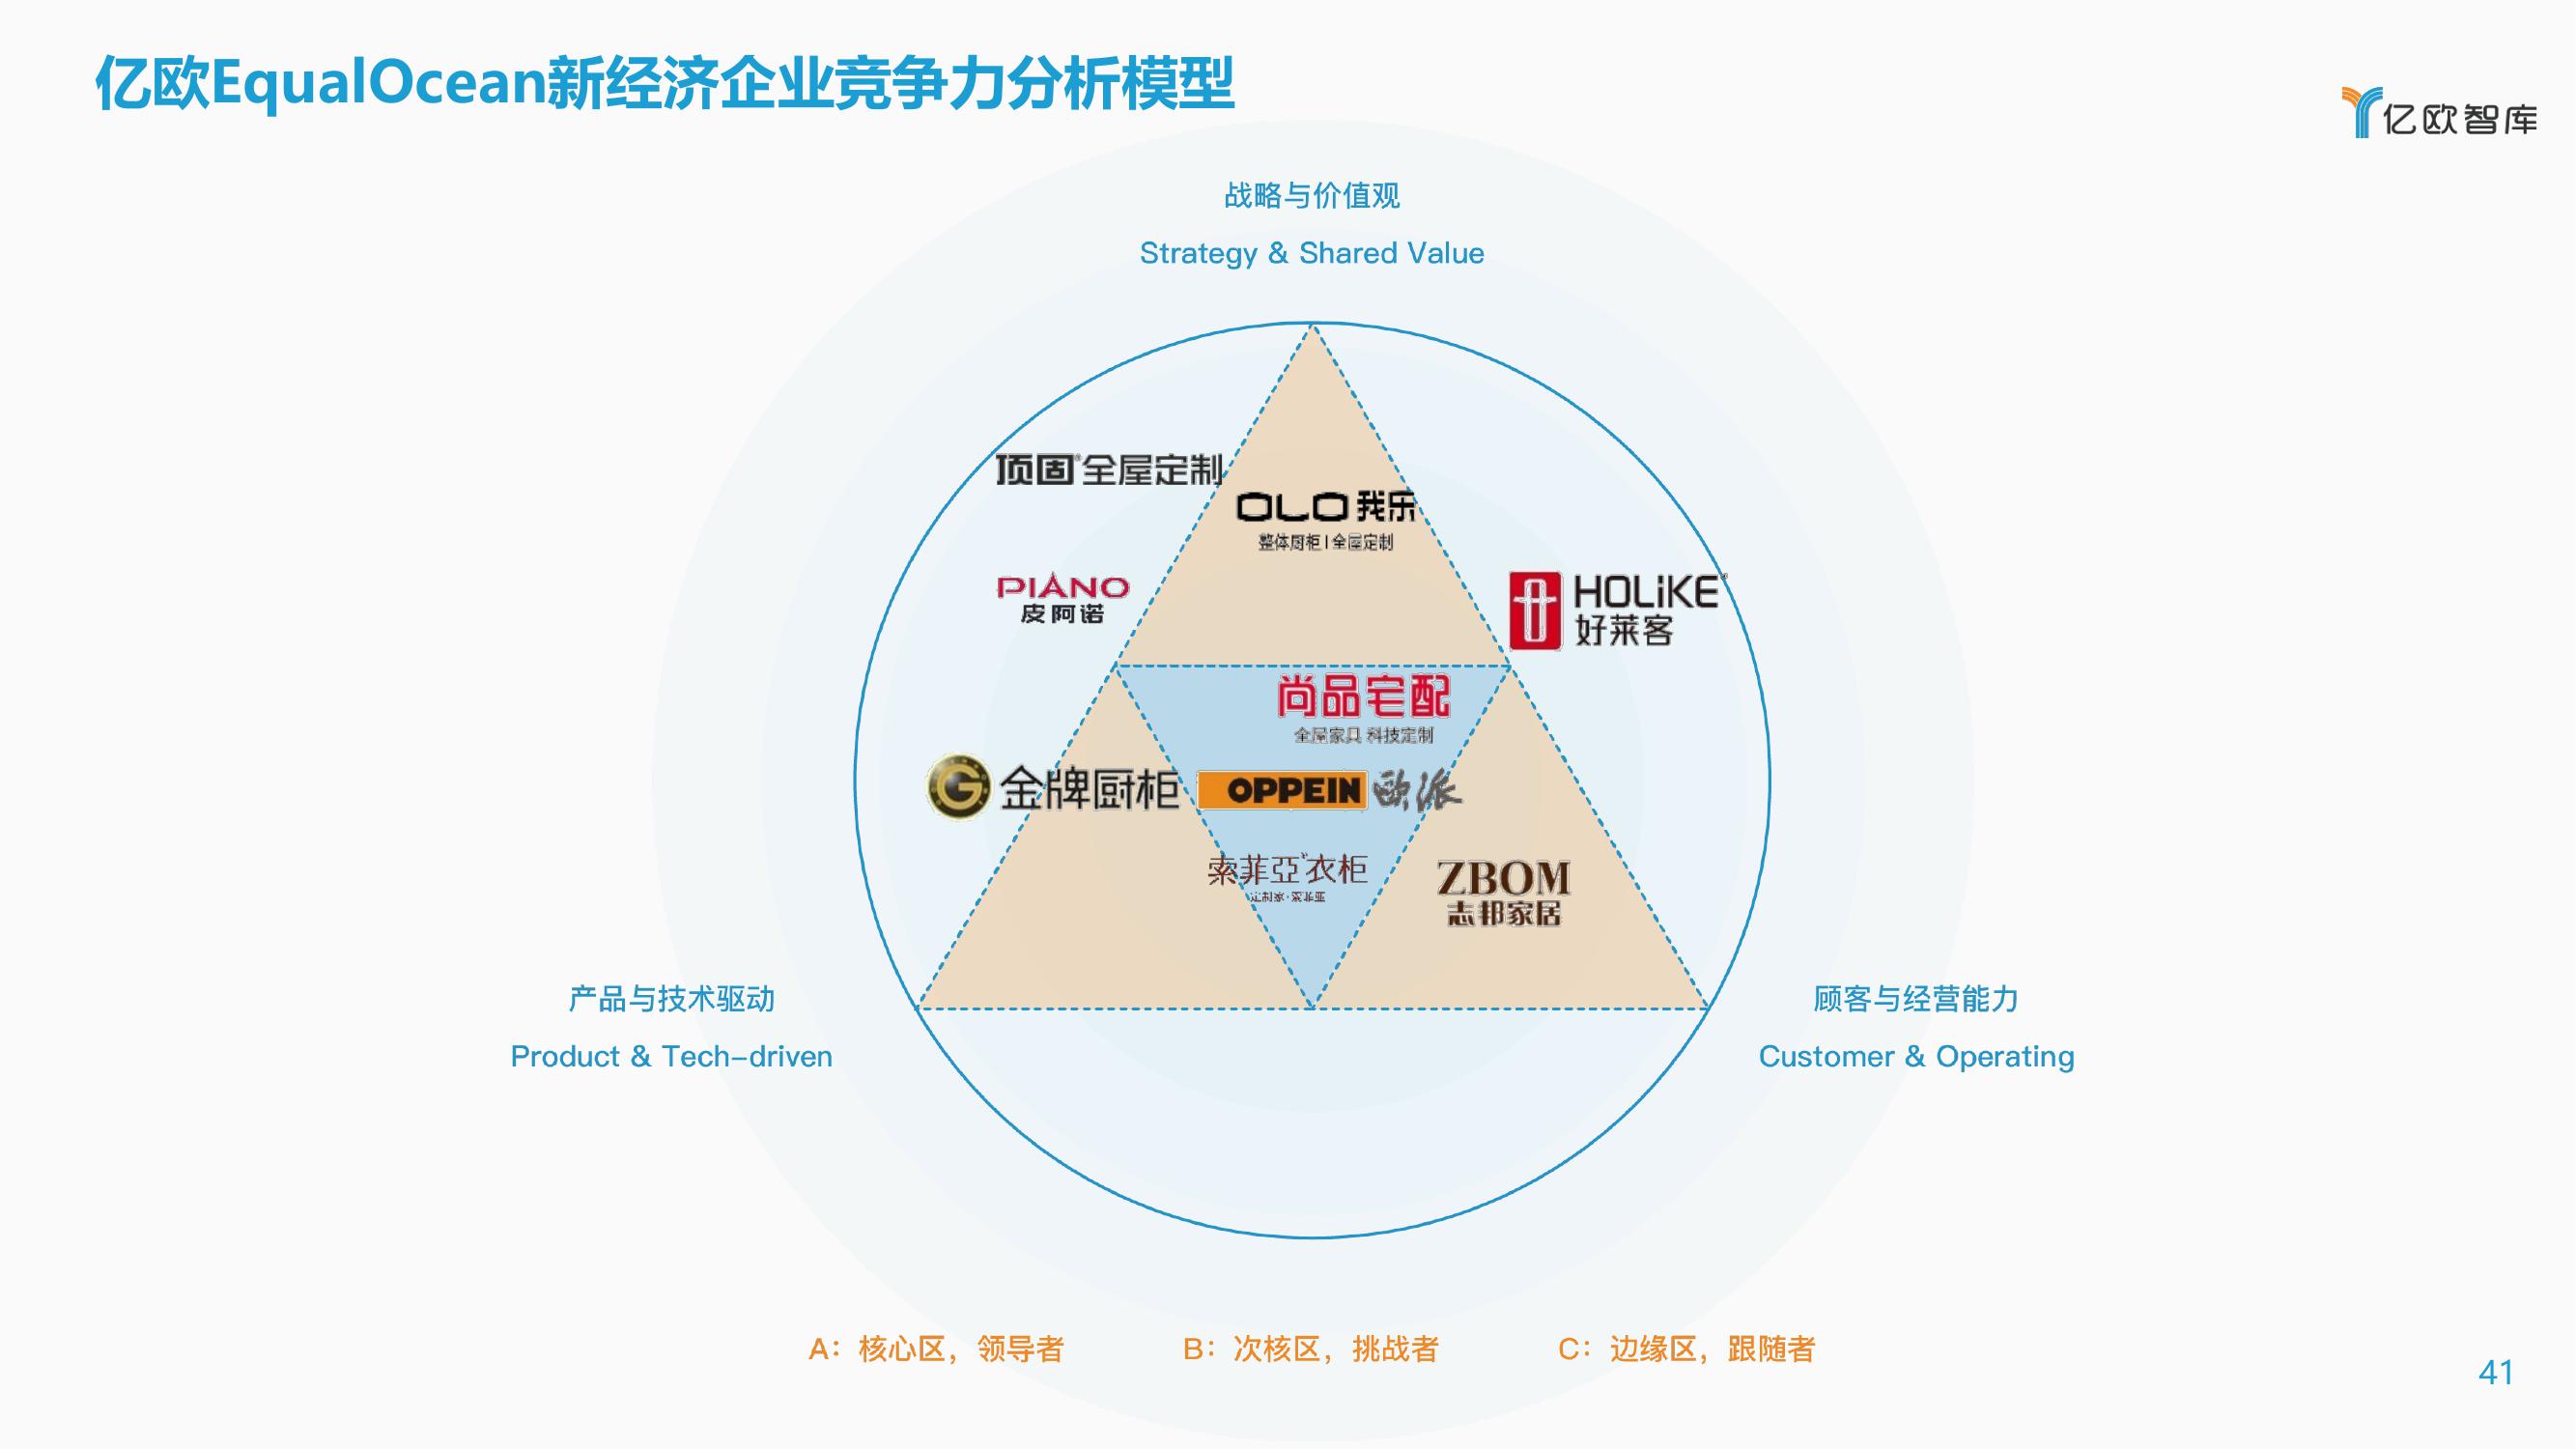 亿欧EqualOcean新经济企业竞争力分析模型
亿欧智库
战略与价值观
Strategy & Shared Value
顶固®全屋定制
OLO 我乐
整体厨柜 | 全屋定制
PIANO
皮阿诺
HOLiKE®
好莱客
尚品宅配
全屋家具 科技定制
G 金牌厨柜
OPPEIN 欧派
索菲亞衣柜
定制家·索菲亚
ZBOM
志邦家居
产品与技术驱动
Product & Tech-driven
顾客与经营能力
Customer & Operating
A：核心区，领导者
B：次核区，挑战者
C：边缘区，跟随者
41